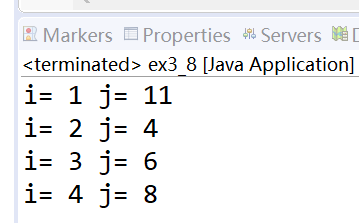 Markers Properties Servers
<terminated> ex3_8 [Java Application]
i= 1 j= 11
i= 2 j= 4
i= 3 j= 6
i= 4 j= 8